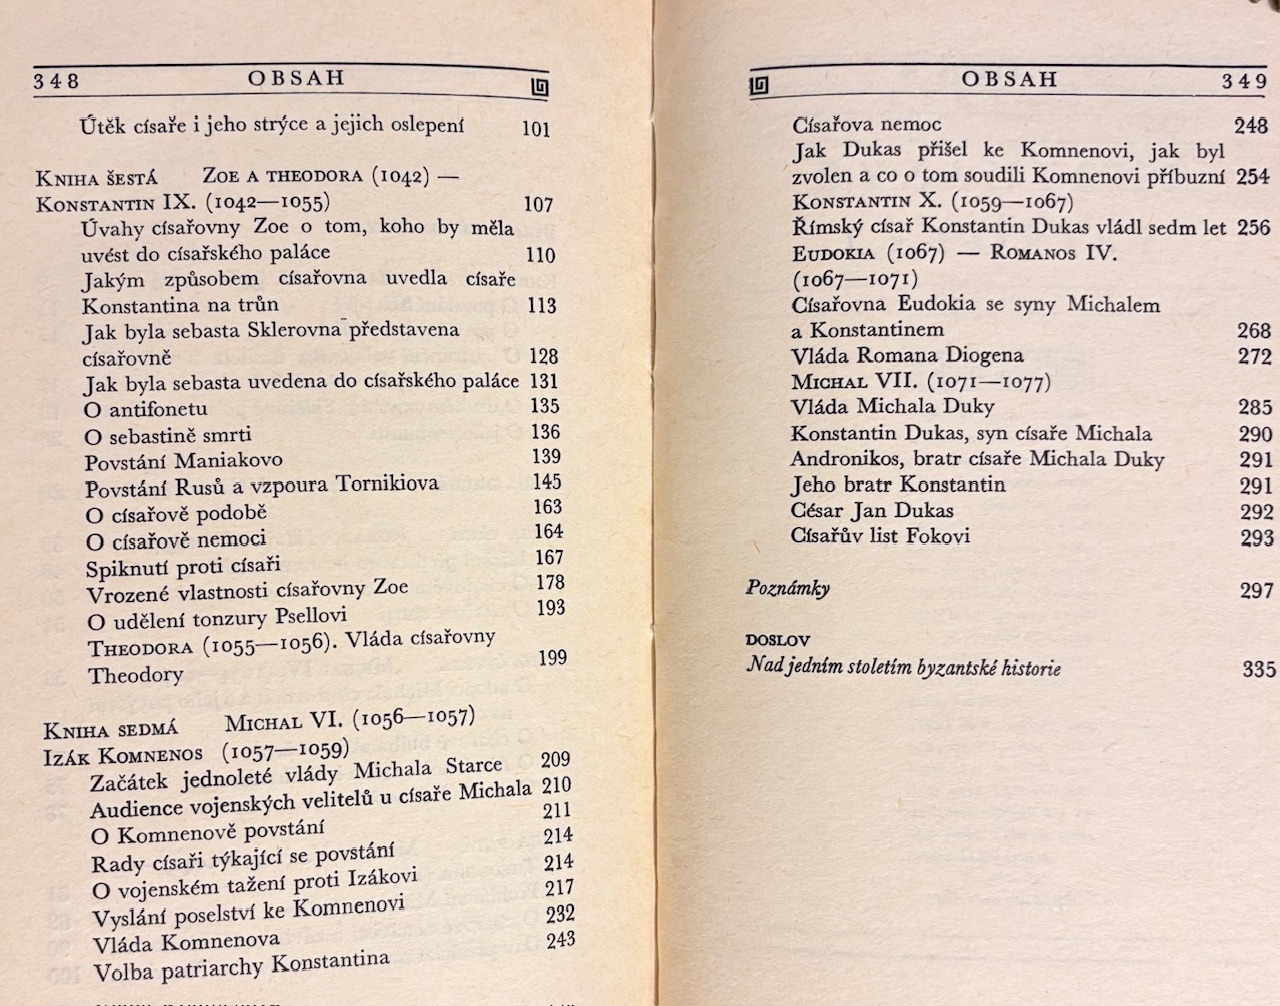 348 OBSAH
Útěk císaře i jeho strýce a jejich oslepení 101
Kniha šestá Zoe a Theodora (1042) —
Konstantin IX. (1042—1055) 107
Úvahy císařovny Zoe o tom, koho by měla
uvést do císařského paláce 110
Jakým způsobem císařovna uvedla císaře
Konstantina na trůn 113
Jak byla sebasta Sklerovna představena
císařovně 128
Jak byla sebasta uvedena do císařského paláce 131
O antifonetu 135
O sebastině smrti 136
Povstání Maniakovo 139
Povstání Rusů a vzpoura Tornikiova 145
O císařově podobě 163
O císařově nemoci 164
Spiknutí proti císaři 167
Vrozené vlastnosti císařovny Zoe 178
O udělení tonzury Psellovi 193
Theodora (1055—1056). Vláda císařovny
Theodory 199
Kniha sedmá Michal VI. (1056—1057)
Izák Komnenos (1057—1059)
Začátek jednoleté vlády Michala Starce 209
Audience vojenských velitelů u císaře Michala 210
O Komnenově povstání 211
Rady císaři týkající se povstání 214
O vojenském tažení proti Izákovi 214
Vyslání poselství ke Komnenovi 217
Vláda Komnenova 232
Volba patriarchy Konstantina 243
OBSAH 349
Císařova nemoc 248
Jak Dukas přišel ke Komnenovi, jak byl
zvolen a co o tom soudili Komnenovi příbuzní 254
Konstantin X. (1059—1067)
Římský císař Konstantin Dukas vládl sedm let 256
Eudokia (1067) — Romanos IV.
(1067—1071)
Císařovna Eudokia se syny Michalem
a Konstantinem 268
Vláda Romana Diogena 272
Michal VII. (1071—1077)
Vláda Michala Duky 285
Konstantin Dukas, syn císaře Michala 290
Andronikos, bratr císaře Michala Duky 291
Jeho bratr Konstantin 291
César Jan Dukas 292
Císařův list Fokovi 293
Poznámky 297
DOSLOV
Nad jedním stoletím byzantské historie 335